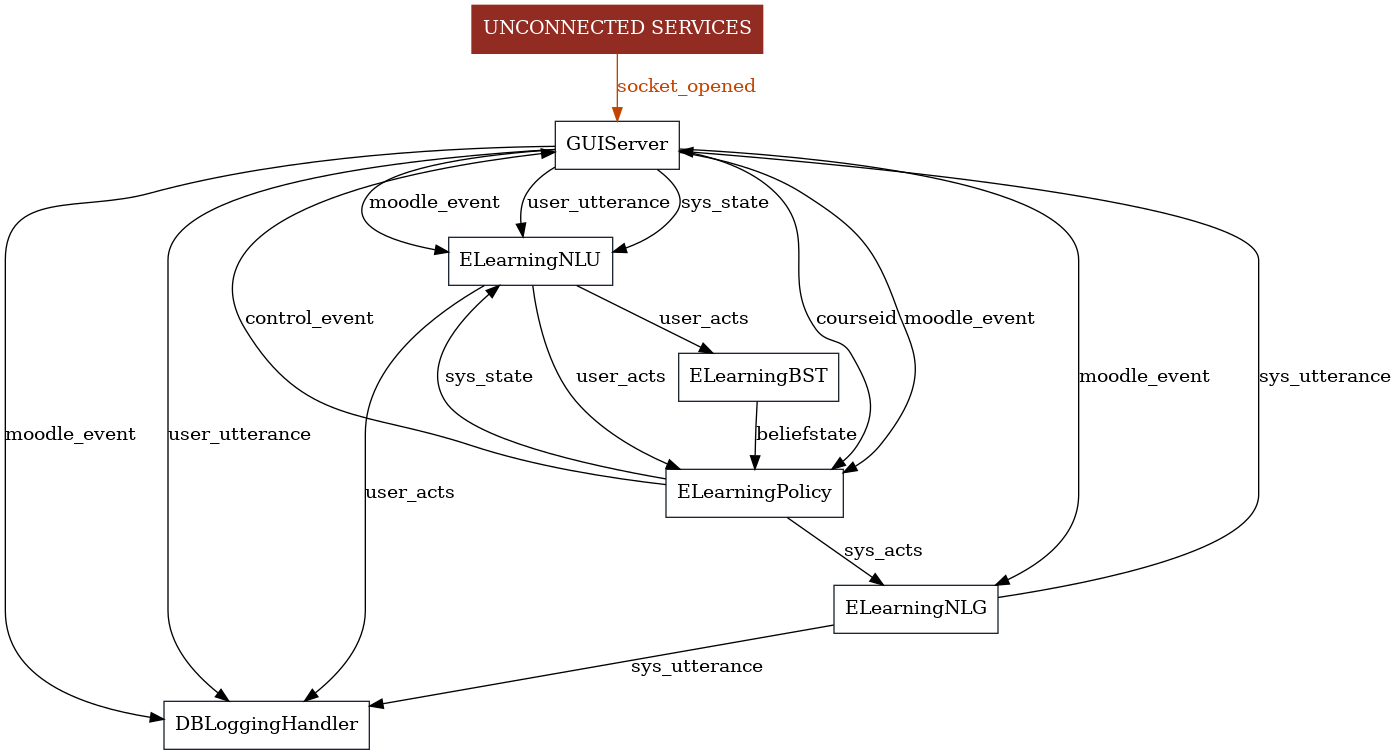 UNCONNECTED SERVICES
socket_opened
GUIServer
moodle_event
user_utterance
sys_state
ELearningNLU
control_event
user_acts
courseid
moodle_event
sys_state
user_acts
ELearningBST
moodle_event
sys_utterance
moodle_event
user_utterance
beliefstate
user_acts
ELearningPolicy
sys_acts
ELearningNLG
sys_utterance
DBLoggingHandler